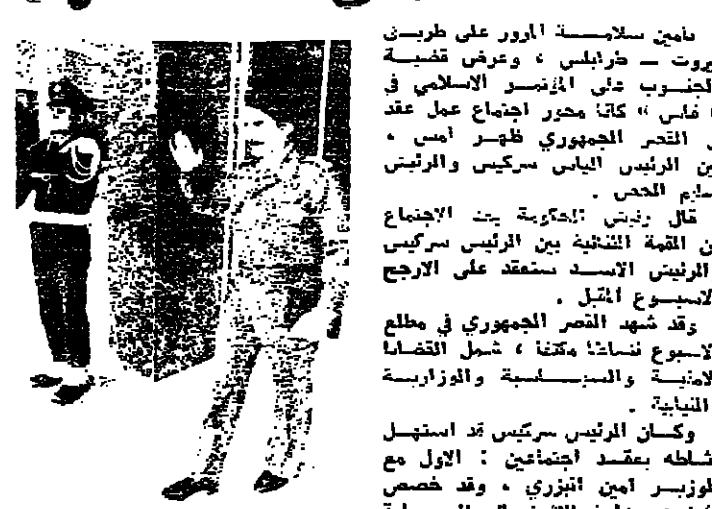 تأمين سلامة المرور على طريق
بيروت ــ طرابلس ، وعرض قضية
الجنوب على المؤتمر الاسلامي في
« فاس » كانا محور اجتماع عمل عقد
القصر الجمهوري ظهر امس ،
بين الرئيس الياس سركيس والرئيس
سليم الحص .
قال رئيس الحكومة بعد الاجتماع
ان القمة الثنائية بين الرئيس سركيس
والرئيس الاسد ستعقد على الارجح
الاسبوع المقبل .
وقد شهد القصر الجمهوري في مطلع
الاسبوع نشاطا مكثفا ، شمل القضايا
الامنية والسياسية والوزارية
والنيابية .
وكان الرئيس سركيس قد استهل
نشاطه بعقد اجتماعين : الاول مع
الوزير امين البزري ، وقد خصص